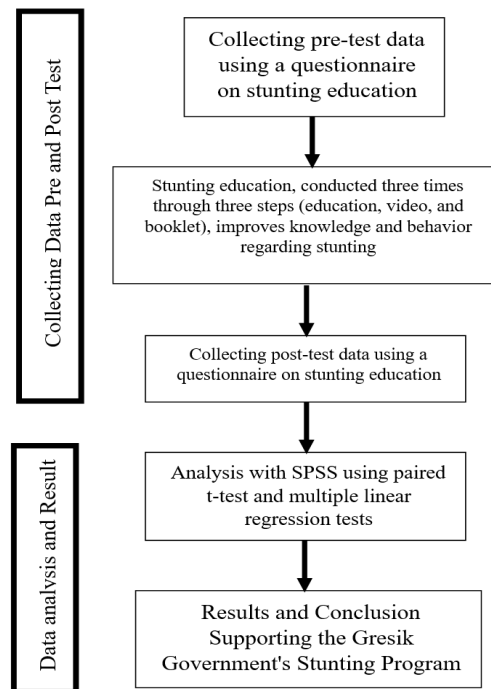 Collecting Data Pre and Post Test
Collecting pre-test data
using a questionnaire
on stunting education
Stunting education, conducted three times
through three steps (education, video, and
booklet), improves knowledge and behavior
regarding stunting
Collecting post-test data using a
questionnaire on stunting education
Data analysis and Result
Analysis with SPSS using paired
t-test and multiple linear
regression tests
Results and Conclusion
Supporting the Gresik
Government's Stunting Program